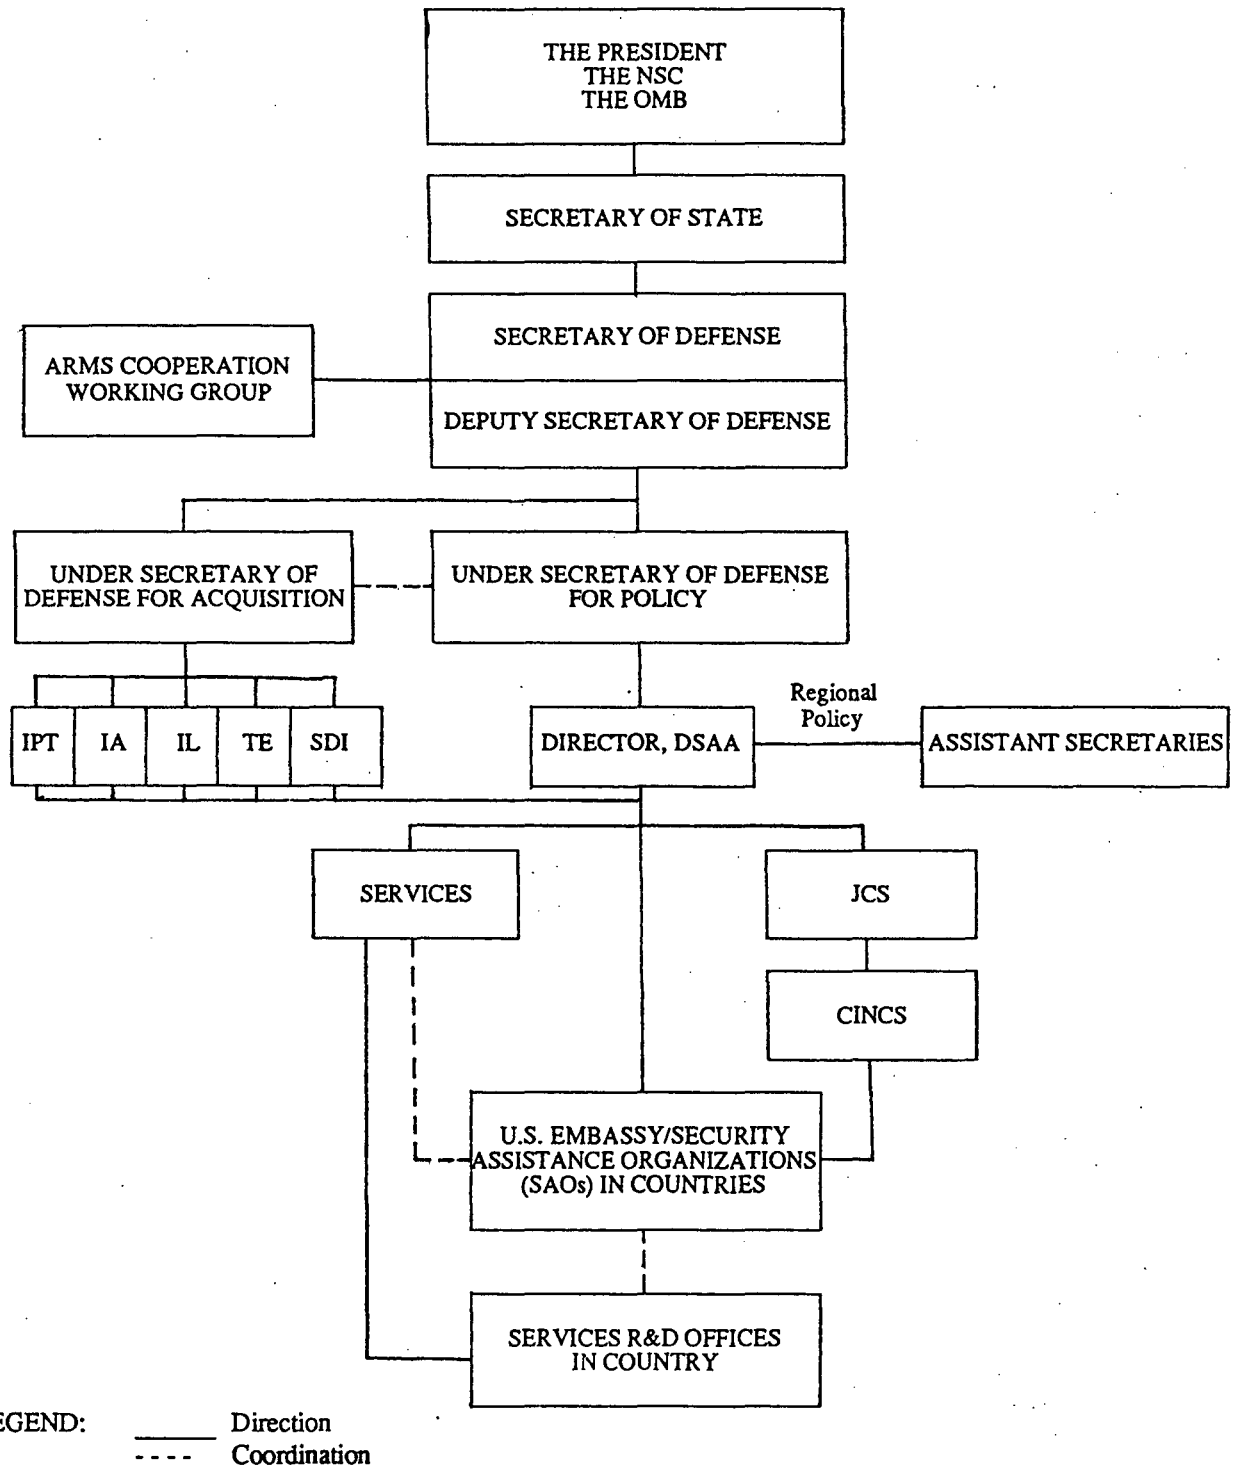 THE PRESIDENT
THE NSC
THE OMB
SECRETARY OF STATE
SECRETARY OF DEFENSE
ARMS COOPERATION
WORKING GROUP
DEPUTY SECRETARY OF DEFENSE
UNDER SECRETARY OF
DEFENSE FOR ACQUISITION
UNDER SECRETARY OF DEFENSE
FOR POLICY
IPT
IA
IL
TE
SDI
DIRECTOR, DSAA
Regional
Policy
ASSISTANT SECRETARIES
SERVICES
JCS
CINCS
U.S. EMBASSY/SECURITY
ASSISTANCE ORGANIZATIONS
(SAOs) IN COUNTRIES
SERVICES R&D OFFICES
IN COUNTRY
EGEND:
Direction
Coordination